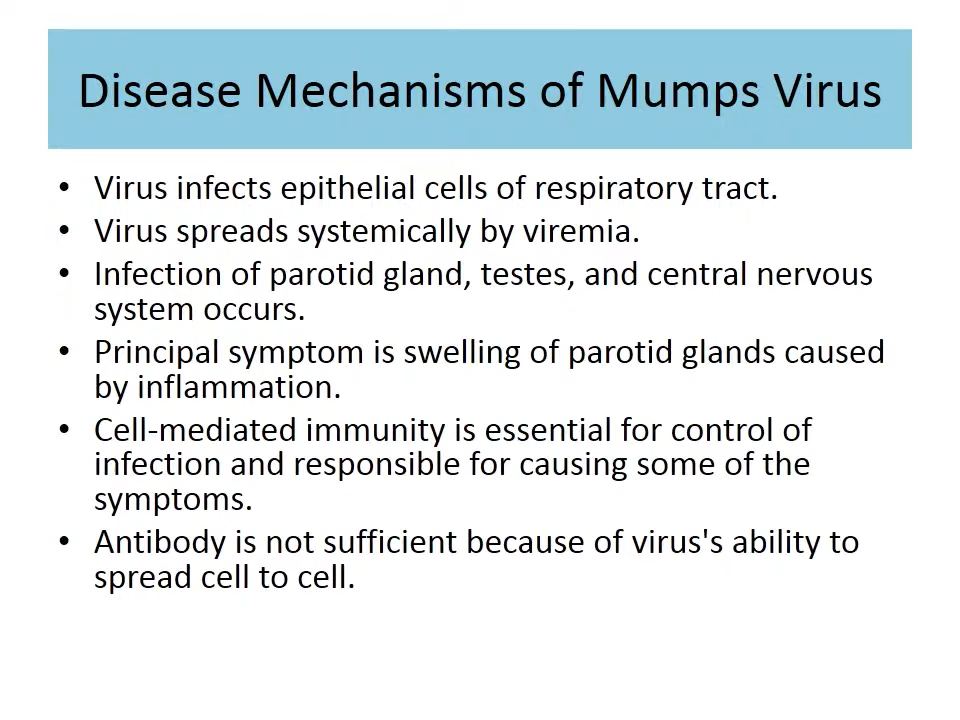 Disease Mechanisms of Mumps Virus
• Virus infects epithelial cells of respiratory tract.
• Virus spreads systemically by viremia.
• Infection of parotid gland, testes, and central nervous
system occurs.
• Principal symptom is swelling of parotid glands caused
by inflammation.
• Cell-mediated immunity is essential for control of
infection and responsible for causing some of the
symptoms.
• Antibody is not sufficient because of virus's ability to
spread cell to cell.